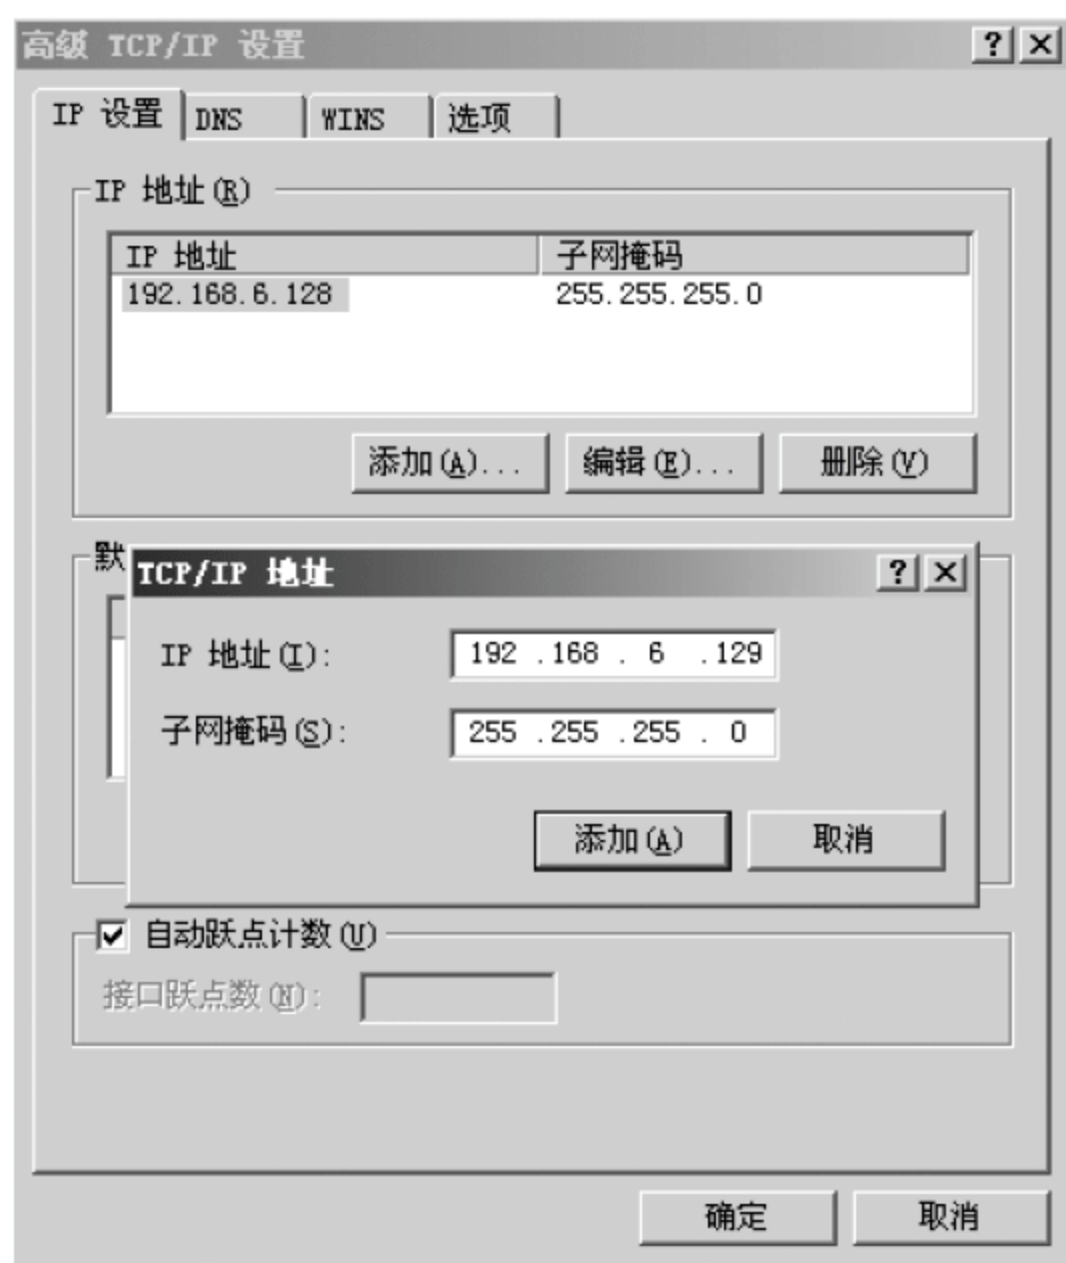 高级 TCP/IP 设置
IP 设置 DNS WINS 选项
IP 地址(R)
IP 地址 子网掩码
192.168.6.128 255.255.255.0
添加(A)... 编辑(E)... 删除(V)
默
TCP/IP 地址
IP 地址(I): 192 .168 . 6 .129
子网掩码(S): 255 .255 .255 . 0
添加(A) 取消
自动跃点计数(U)
接口跃点数(N):
确定 取消